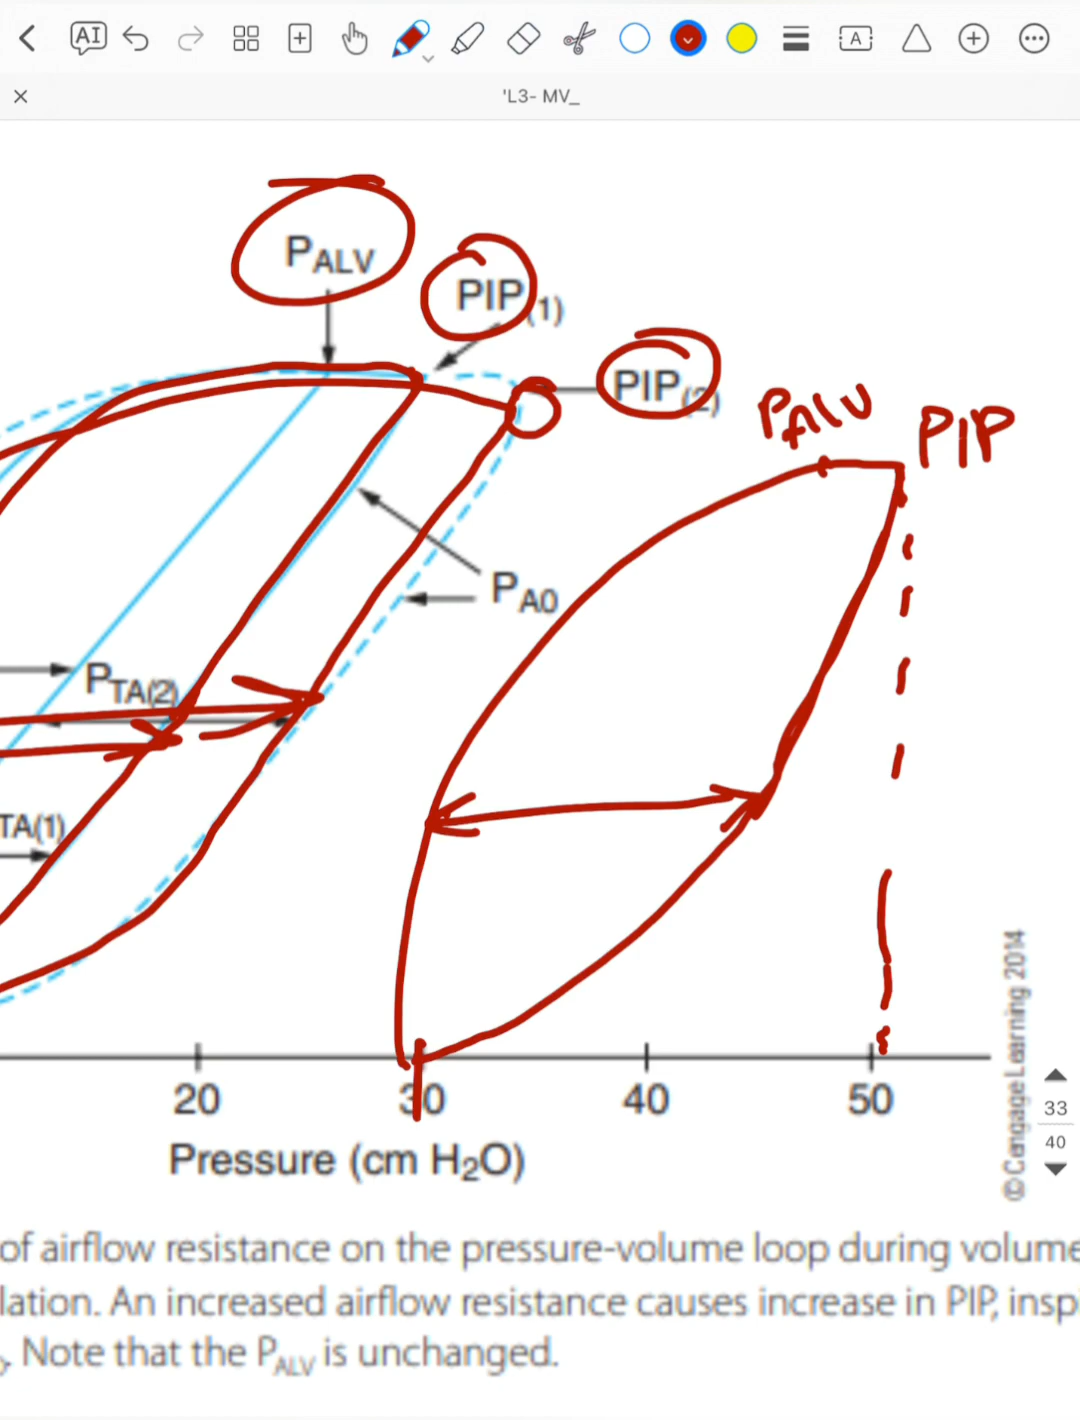 AI
A
'L3- MV_
PALV
PIP(1)
PIP(2)
PALV
PIP
PA0
PTA(2)
TA(1)
20
30
40
50
Pressure (cm H2O)
©Cengage Learning 2014
33
40
of airflow resistance on the pressure-volume loop during volume
lation. An increased airflow resistance causes increase in PIP, insp
. Note that the PALV is unchanged.